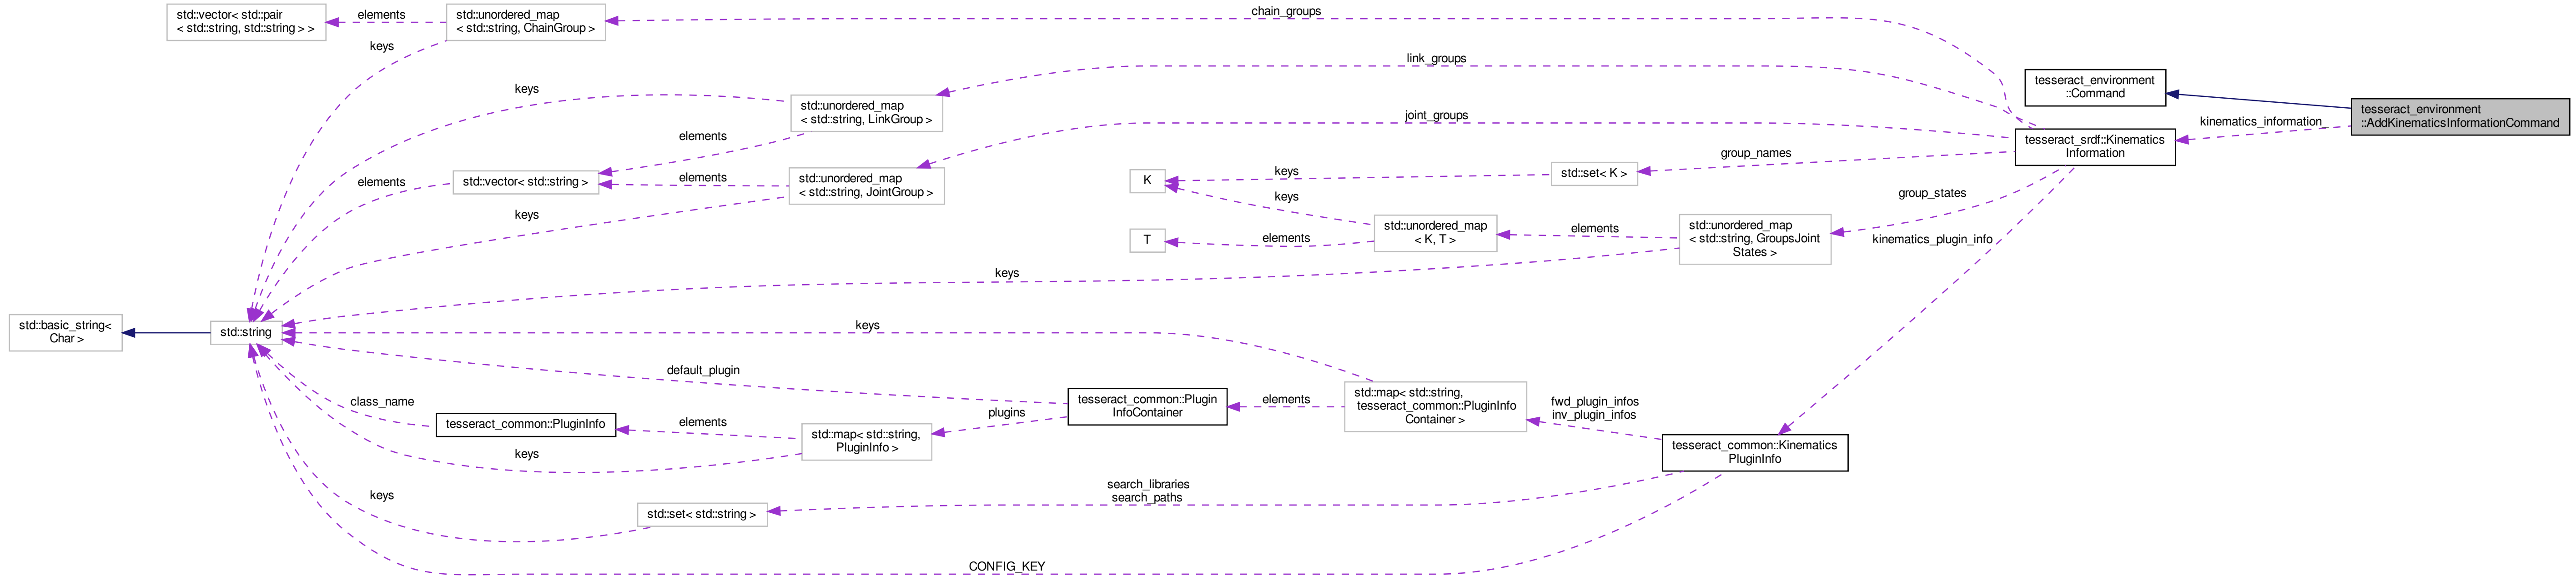 std::vector< std::pair
< std::string, std::string > >
elements
std::unordered_map
< std::string, ChainGroup >
chain_groups
keys
link_groups
tesseract_environment
::Command
tesseract_environment
::AddKinematicsInformationCommand
keys
std::unordered_map
< std::string, LinkGroup >
joint_groups
kinematics_information_
elements
tesseract_srdf::Kinematics
Information
group_names
elements
std::vector< std::string >
elements
std::unordered_map
< std::string, JointGroup >
K
keys
std::set< K >
keys
group_states
keys
T
elements
std::unordered_map
< K, T >
elements
std::unordered_map
< std::string, GroupsJoint
States >
kinematics_plugin_info
keys
std::basic_string<
Char >
std::string
keys
default_plugin
class_name
tesseract_common::PluginInfo
elements
std::map< std::string,
PluginInfo >
plugins
tesseract_common::Plugin
InfoContainer
elements
std::map< std::string,
tesseract_common::PluginInfo
Container >
fwd_plugin_infos
inv_plugin_infos
tesseract_common::Kinematics
PluginInfo
keys
keys
std::set< std::string >
search_libraries
search_paths
CONFIG_KEY